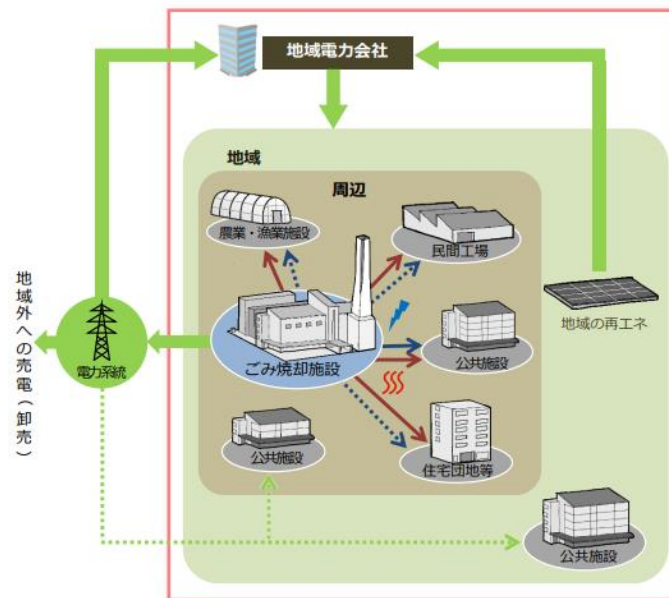 地域電力会社
地域
周辺
農業・漁業施設
民間工場
地域の再エネ
ごみ焼却施設
公共施設
地域外への売電(卸売)
電力系統
公共施設
住宅団地等
公共施設